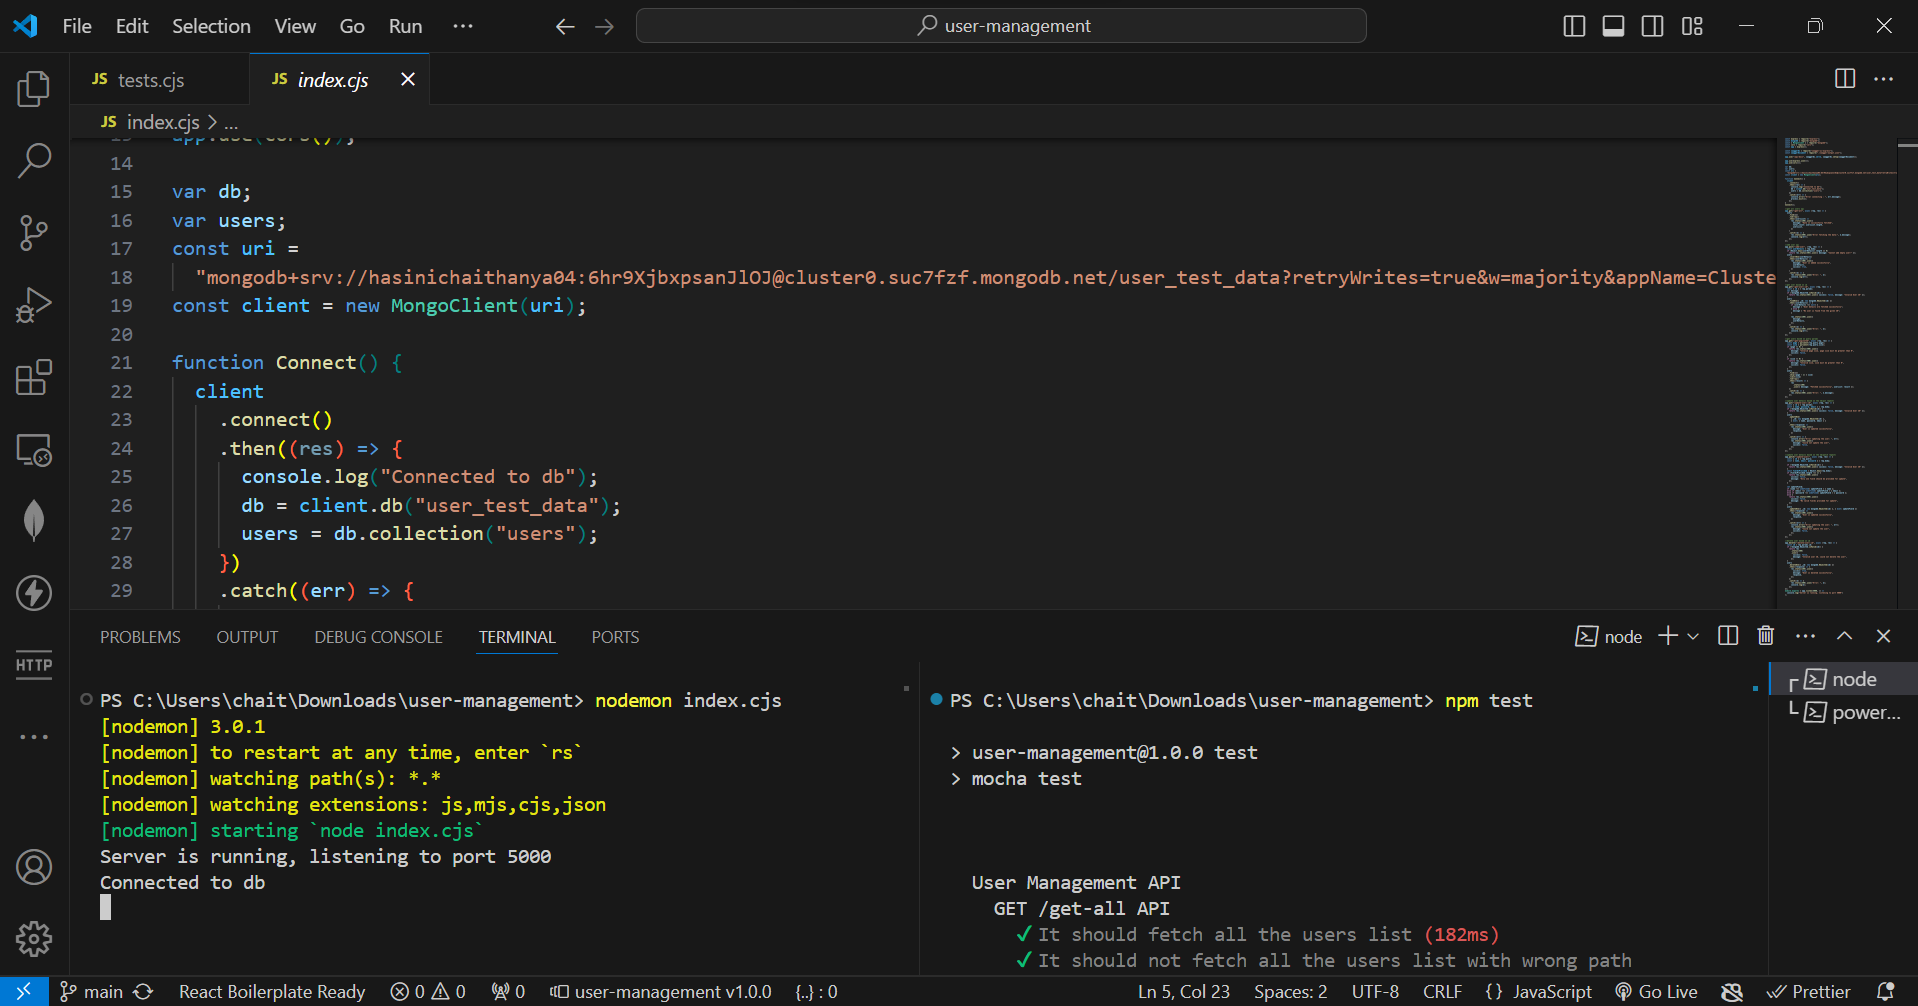 File Edit Selection View Go Run ··· user-management
JS tests.cjs JS index.cjs
JS index.cjs > ...
14
15 var db;
16 var users;
17 const uri =
18 "mongodb+srv://hasinichaithanya04:6hr9XjbxpsanJlOJ@cluster0.suc7fzf.mongodb.net/user_test_data?retryWrites=true&w=majority&appName=Cluste
19 const client = new MongoClient(uri);
20
21 function Connect() {
22 client
23 .connect()
24 .then((res) => {
25 console.log("Connected to db");
26 db = client.db("user_test_data");
27 users = db.collection("users");
28 })
29 .catch((err) => {
PROBLEMS OUTPUT DEBUG CONSOLE TERMINAL PORTS node
PS C:\Users\chait\Downloads\user-management> nodemon index.cjs
[nodemon] 3.0.1
[nodemon] to restart at any time, enter `rs`
[nodemon] watching path(s): *.*
[nodemon] watching extensions: js,mjs,cjs,json
[nodemon] starting `node index.cjs`
Server is running, listening to port 5000
Connected to db
PS C:\Users\chait\Downloads\user-management> npm test
> user-management@1.0.0 test
> mocha test
User Management API
GET /get-all API
✓ It should fetch all the users list (182ms)
✓ It should not fetch all the users list with wrong path
node
power...
HTTP
main React Boilerplate Ready 0 0 0 user-management v1.0.0 {..} : 0 Ln 5, Col 23 Spaces: 2 UTF-8 CRLF {} JavaScript Go Live Prettier